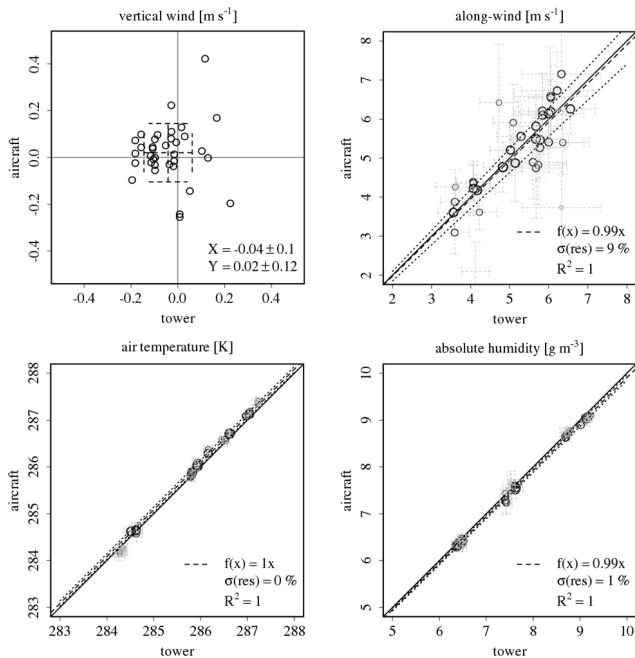 vertical wind [m s⁻¹]
aircraft
-0.4 -0.2 0.0 0.2 0.4
X = -0.04 ± 0.1
Y = 0.02 ± 0.12
-0.4 -0.2 0.0 0.2 0.4
tower
along-wind [m s⁻¹]
aircraft
2 3 4 5 6 7 8
f(x) = 0.99x
σ(res) = 9 %
R² = 1
2 3 4 5 6 7 8
tower
air temperature [K]
aircraft
283 284 285 286 287 288
f(x) = 1x
σ(res) = 0 %
R² = 1
283 284 285 286 287 288
tower
absolute humidity [g m⁻³]
aircraft
5 6 7 8 9 10
f(x) = 0.99x
σ(res) = 1 %
R² = 1
5 6 7 8 9 10
tower